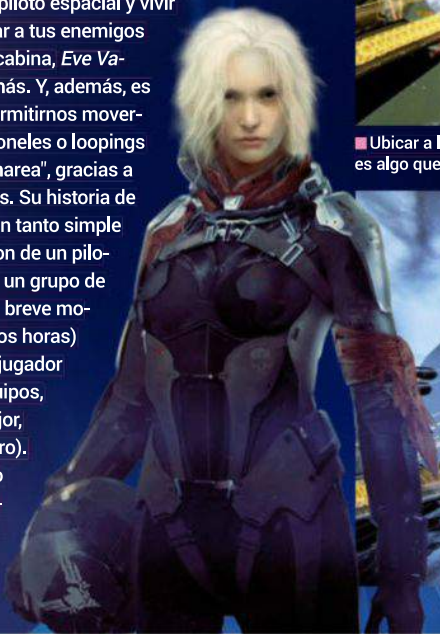 piloto espacial y vivir
ar a tus enemigos
cabina, Eve Va-
más. Y, además, es
rmitirnos mover-
oneles o loopings
narea", gracias a
s. Su historia de
n tanto simple
on de un pilo-
un grupo de
breve mo-
os horas)
jugador
uipos,
jor,
ro).
o
-
Ubicar a l
es algo que